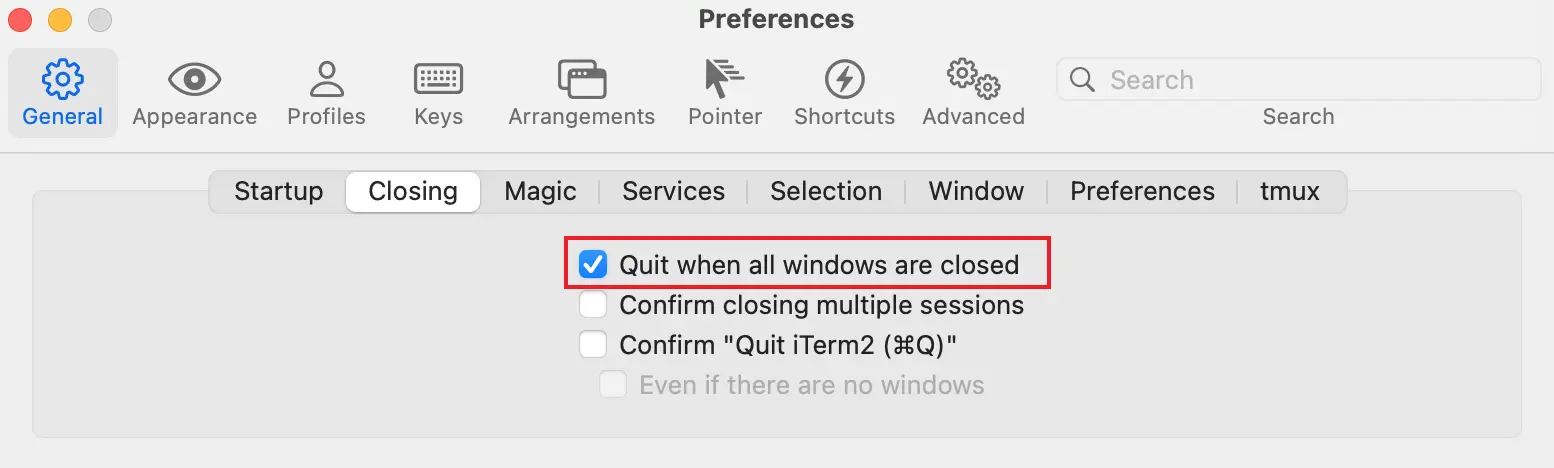 Preferences
General Appearance Profiles Keys Arrangements Pointer Shortcuts Advanced Search
Search
Startup Closing Magic Services Selection Window Preferences tmux
Quit when all windows are closed
Confirm closing multiple sessions
Confirm "Quit iTerm2 (⌘Q)"
Even if there are no windows